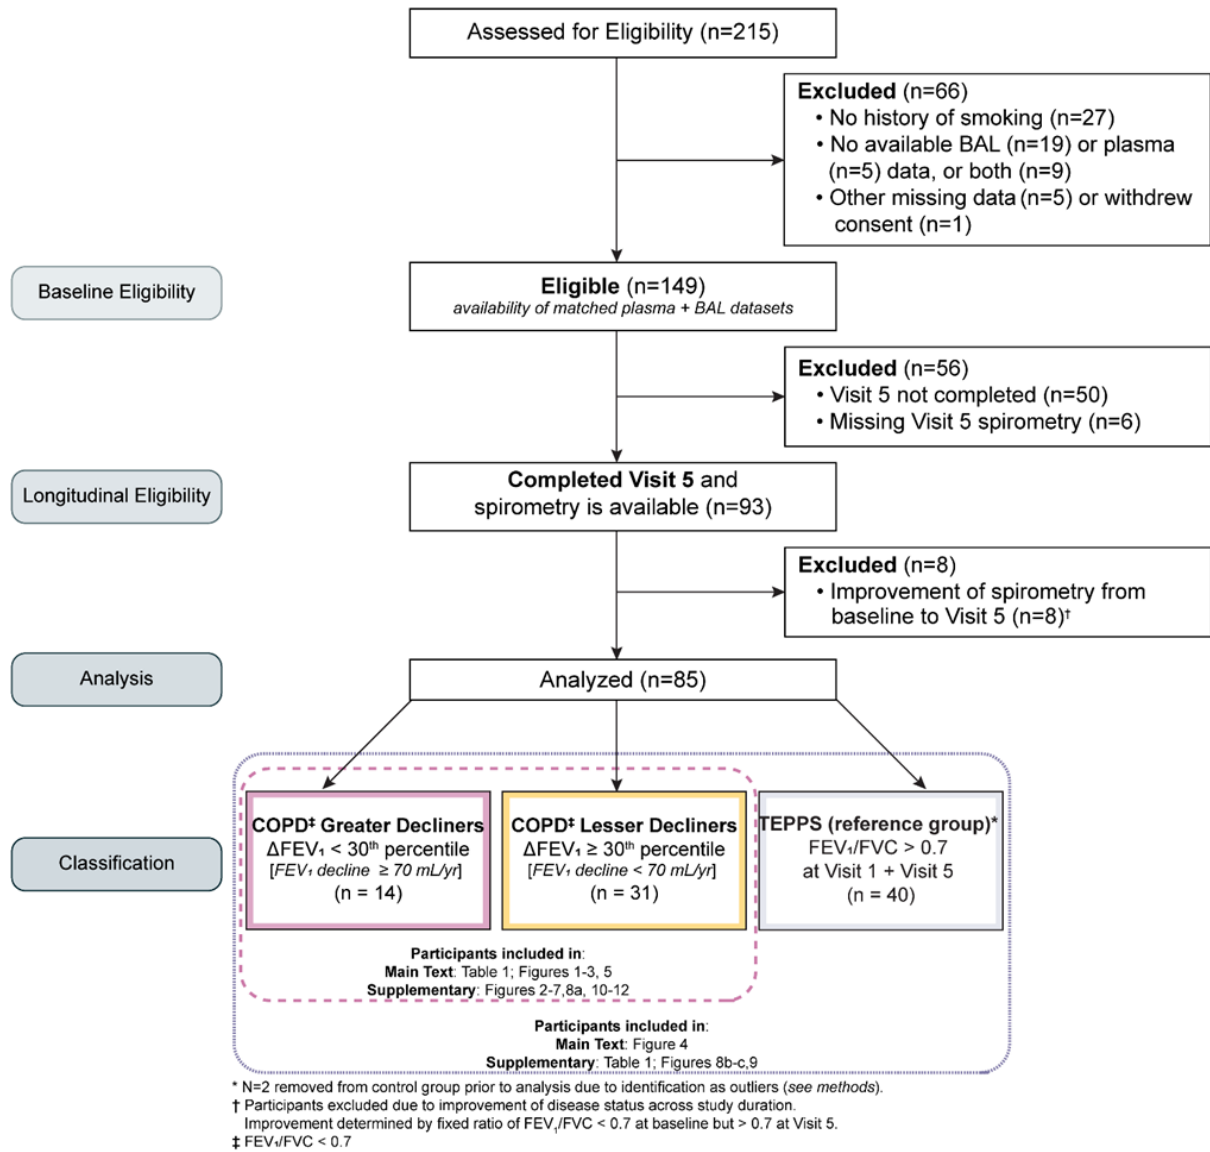 Assessed for Eligibility (n=215)
Excluded (n=66)
• No history of smoking (n=27)
• No available BAL (n=19) or plasma
(n=5) data, or both (n=9)
• Other missing data (n=5) or withdrew
consent (n=1)
Baseline Eligibility
Eligible (n=149)
availability of matched plasma + BAL datasets
Excluded (n=56)
• Visit 5 not completed (n=50)
• Missing Visit 5 spirometry (n=6)
Longitudinal Eligibility
Completed Visit 5 and
spirometry is available (n=93)
Excluded (n=8)
• Improvement of spirometry from
baseline to Visit 5 (n=8)†
Analysis
Analyzed (n=85)
Classification
COPD‡ Greater Decliners
ΔFEV₁ < 30th percentile
[FEV₁ decline ≥ 70 mL/yr]
(n = 14)
COPD‡ Lesser Decliners
ΔFEV₁ ≥ 30th percentile
[FEV₁ decline < 70 mL/yr]
(n = 31)
TEPPS (reference group)*
FEV₁/FVC > 0.7
at Visit 1 + Visit 5
(n = 40)
Participants included in:
Main Text: Table 1; Figures 1-3, 5
Supplementary: Figures 2-7,8a, 10-12
Participants included in:
Main Text: Figure 4
Supplementary: Table 1; Figures 8b-c,9
* N=2 removed from control group prior to analysis due to identification as outliers (see methods).
† Participants excluded due to improvement of disease status across study duration.
Improvement determined by fixed ratio of FEV₁/FVC < 0.7 at baseline but > 0.7 at Visit 5.
‡ FEV₁/FVC < 0.7